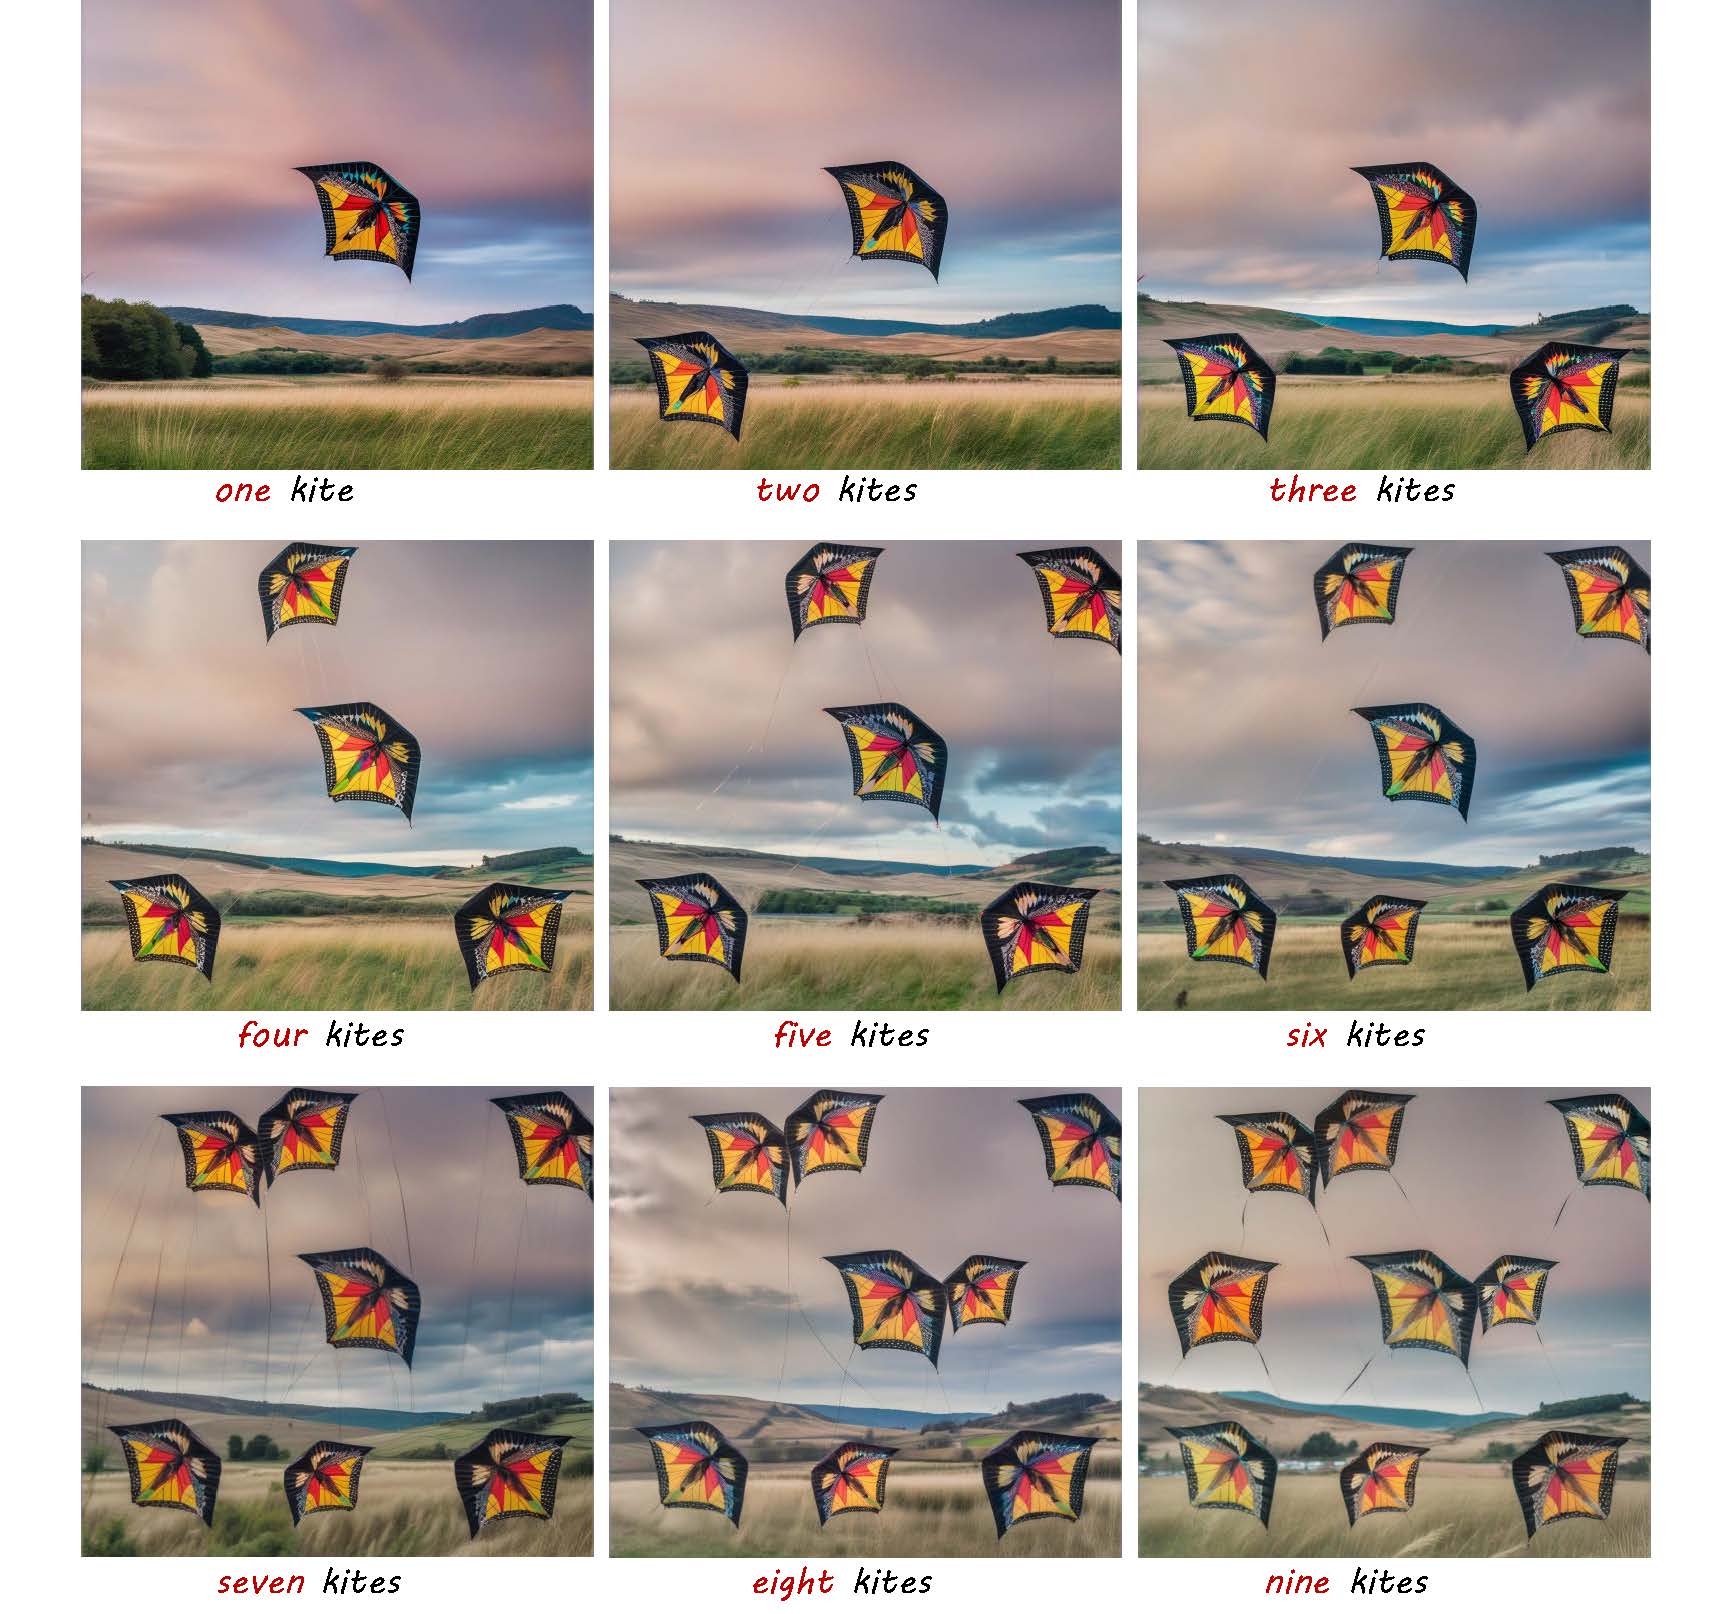 one kite
two kites
three kites
four kites
five kites
six kites
seven kites
eight kites
nine kites